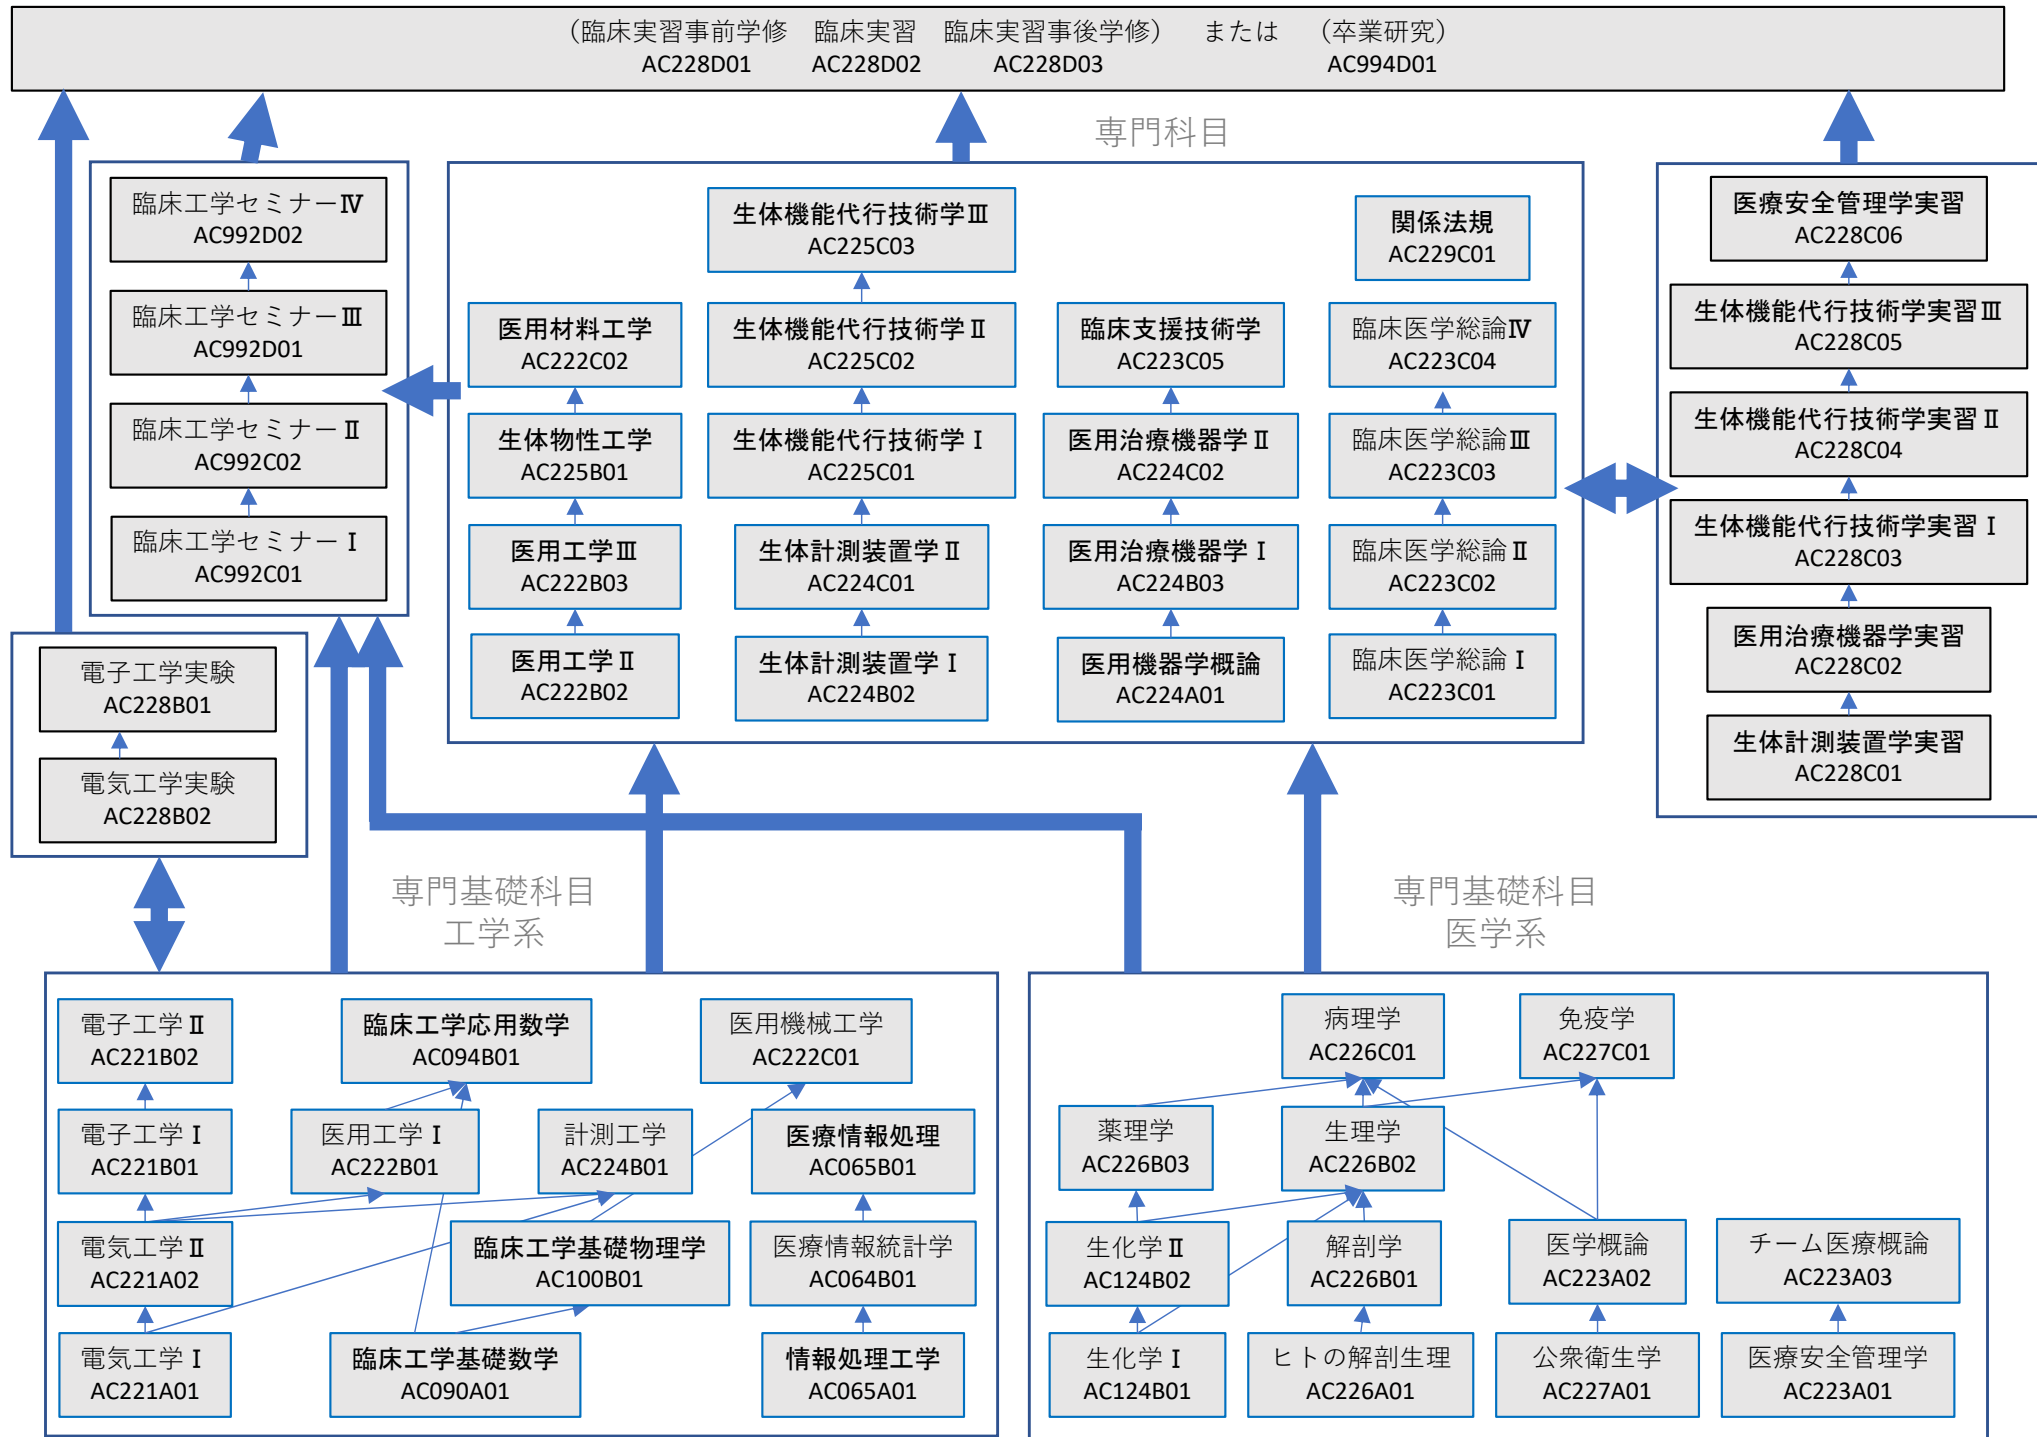 （臨床実習事前学修　臨床実習　臨床実習事後学修）　または　（卒業研究）
AC228D01　AC228D02　AC228D03　AC994D01
専門科目
臨床工学セミナーⅣ
AC992D02
臨床工学セミナーⅢ
AC992D01
臨床工学セミナーⅡ
AC992C02
臨床工学セミナーⅠ
AC992C01
電子工学実験
AC228B01
電気工学実験
AC228B02
医用材料工学
AC222C02
生体物性工学
AC225B01
医用工学Ⅲ
AC222B03
医用工学Ⅱ
AC222B02
生体機能代行技術学Ⅲ
AC225C03
生体機能代行技術学Ⅱ
AC225C02
生体機能代行技術学Ⅰ
AC225C01
生体計測装置学Ⅱ
AC224C01
生体計測装置学Ⅰ
AC224B02
臨床支援技術学
AC223C05
医用治療機器学Ⅱ
AC224C02
医用治療機器学Ⅰ
AC224B03
医用機器学概論
AC224A01
関係法規
AC229C01
臨床医学総論Ⅳ
AC223C04
臨床医学総論Ⅲ
AC223C03
臨床医学総論Ⅱ
AC223C02
臨床医学総論Ⅰ
AC223C01
医療安全管理学実習
AC228C06
生体機能代行技術学実習Ⅲ
AC228C05
生体機能代行技術学実習Ⅱ
AC228C04
生体機能代行技術学実習Ⅰ
AC228C03
医用治療機器学実習
AC228C02
生体計測装置学実習
AC228C01
専門基礎科目
工学系
専門基礎科目
医学系
電子工学Ⅱ
AC221B02
臨床工学応用数学
AC094B01
医用機械工学
AC222C01
電子工学Ⅰ
AC221B01
医用工学Ⅰ
AC222B01
計測工学
AC224B01
医療情報処理
AC065B01
電気工学Ⅱ
AC221A02
臨床工学基礎物理学
AC100B01
医療情報統計学
AC064B01
電気工学Ⅰ
AC221A01
臨床工学基礎数学
AC090A01
情報処理工学
AC065A01
病理学
AC226C01
免疫学
AC227C01
薬理学
AC226B03
生理学
AC226B02
生化学Ⅱ
AC124B02
解剖学
AC226B01
医学概論
AC223A02
チーム医療概論
AC223A03
生化学Ⅰ
AC124B01
ヒトの解剖生理
AC226A01
公衆衛生学
AC227A01
医療安全管理学
AC223A01